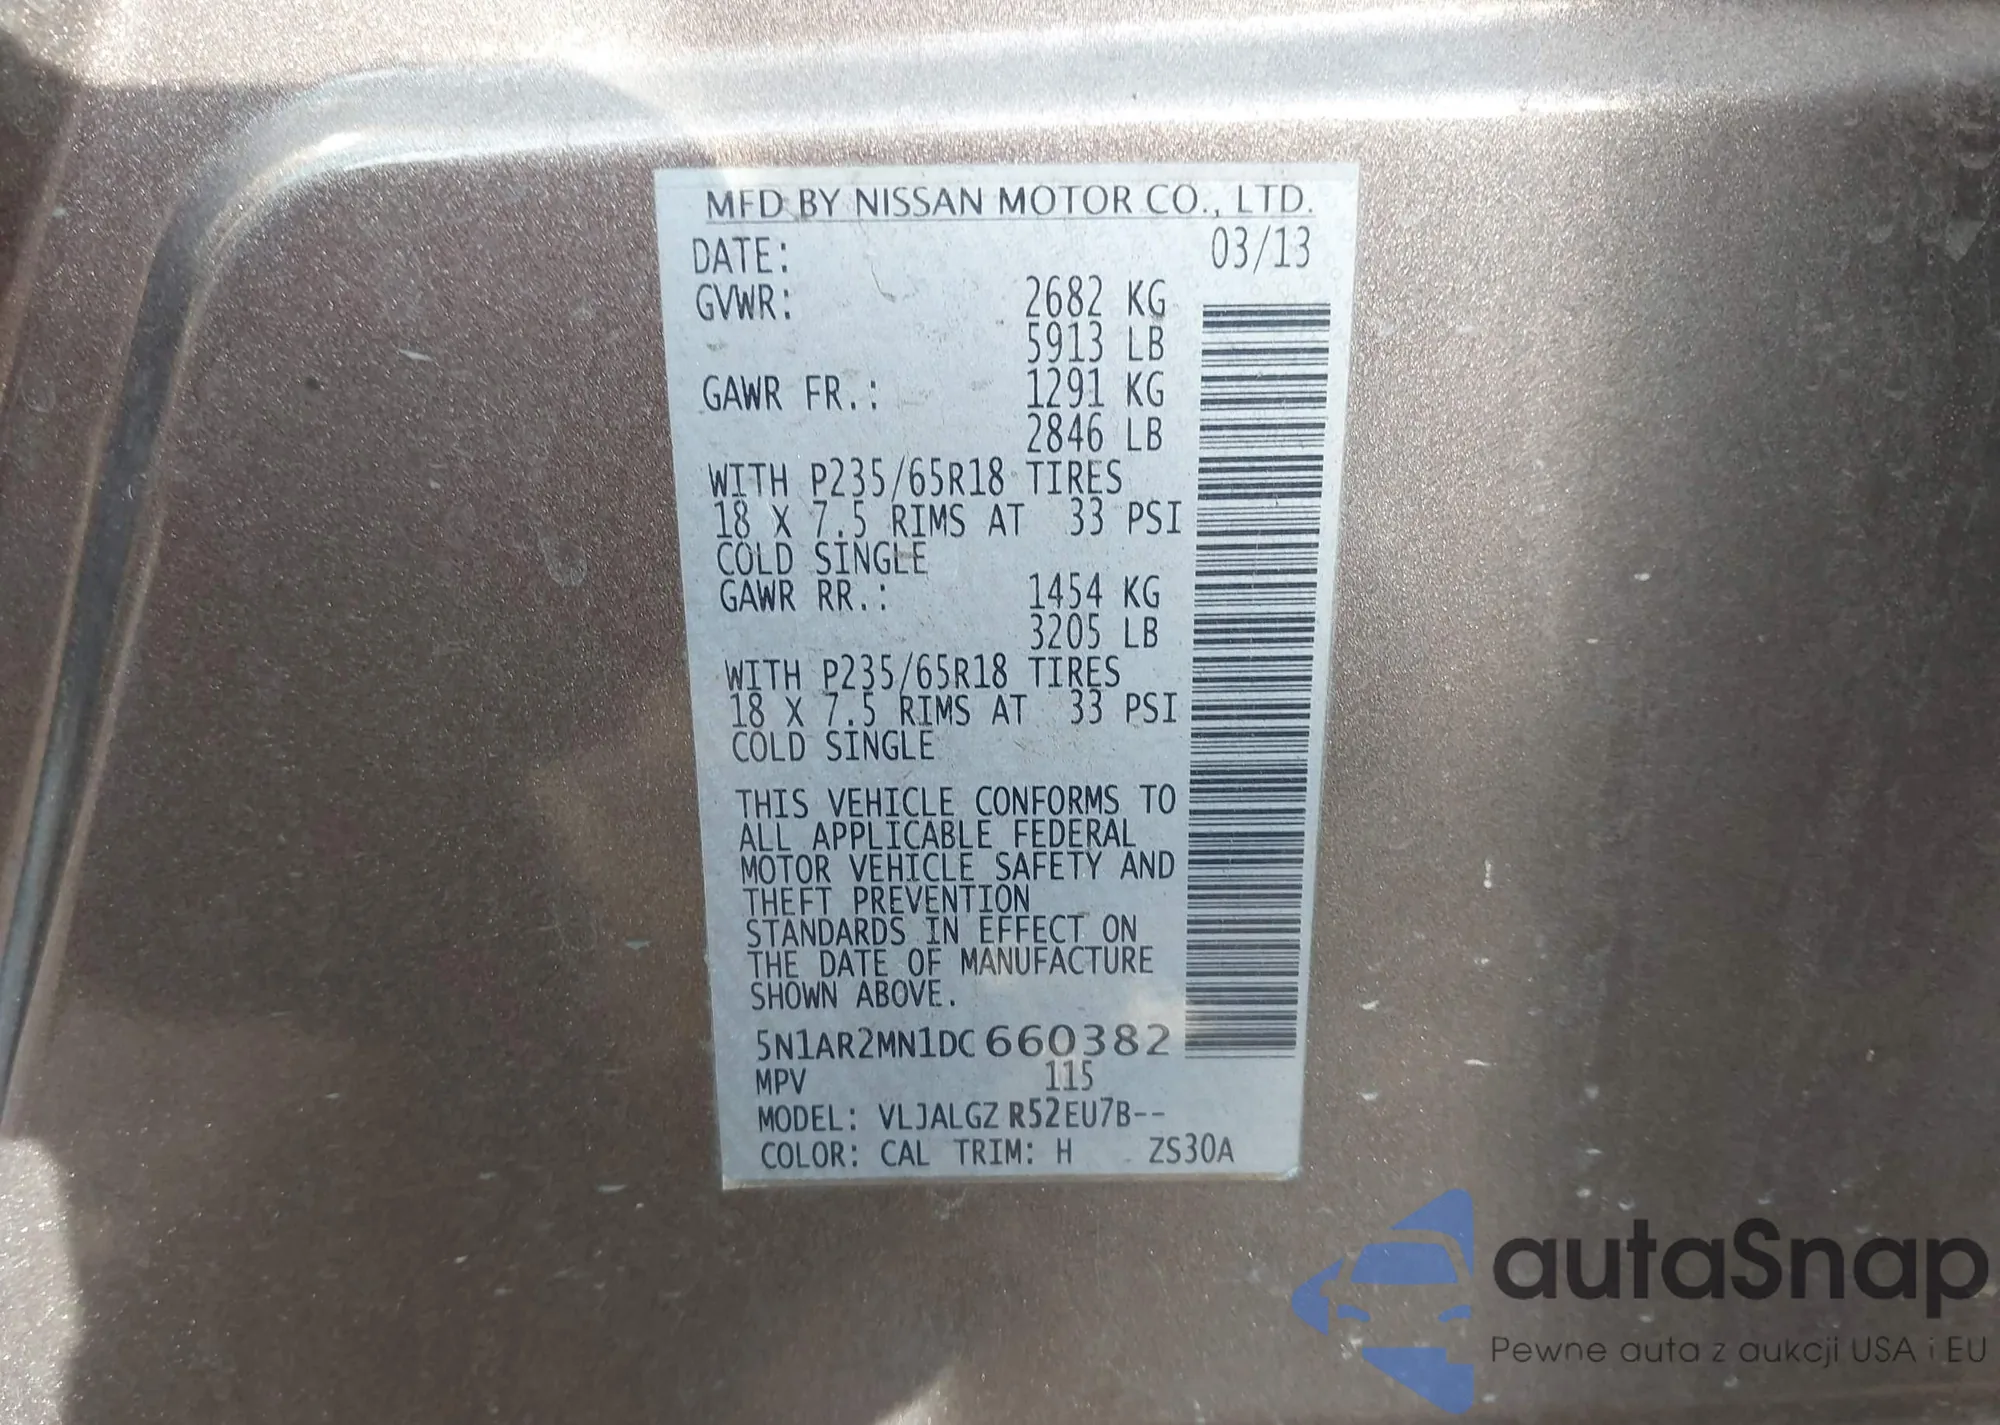 MFD BY NISSAN MOTOR CO., LTD.
DATE: 03/13
GVWR: 2682 KG
5913 LB
GAWR FR.: 1291 KG
2846 LB
WITH P235/65R18 TIRES
18 X 7.5 RIMS AT 33 PSI
COLD SINGLE
GAWR RR.: 1454 KG
3205 LB
WITH P235/65R18 TIRES
18 X 7.5 RIMS AT 33 PSI
COLD SINGLE
THIS VEHICLE CONFORMS TO
ALL APPLICABLE FEDERAL
MOTOR VEHICLE SAFETY AND
THEFT PREVENTION
STANDARDS IN EFFECT ON
THE DATE OF MANUFACTURE
SHOWN ABOVE.
5N1AR2MN1DC660382
MPV 115
MODEL: VLJALGZ R52EU7B--
COLOR: CAL TRIM: H ZS30A
autaSnap
Pewne auta z aukcji USA i EU